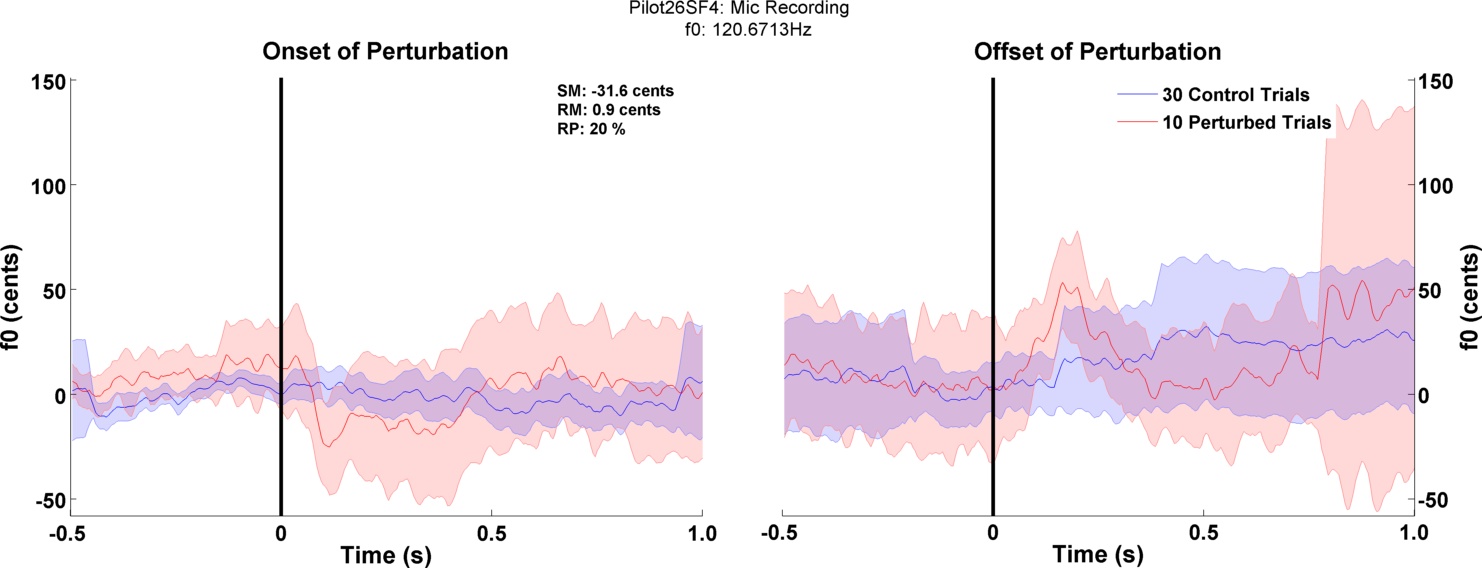 Pilot26SF4: Mic Recording
f0: 120.6713Hz
Onset of Perturbation
150
100
50
0
-50
f0 (cents)
SM: -31.6 cents
RM: 0.9 cents
RP: 20 %
-0.5
0
0.5
1.0
Time (s)
Offset of Perturbation
30 Control Trials
10 Perturbed Trials
150
100
50
0
-50
f0 (cents)
-0.5
0
0.5
1.0
Time (s)